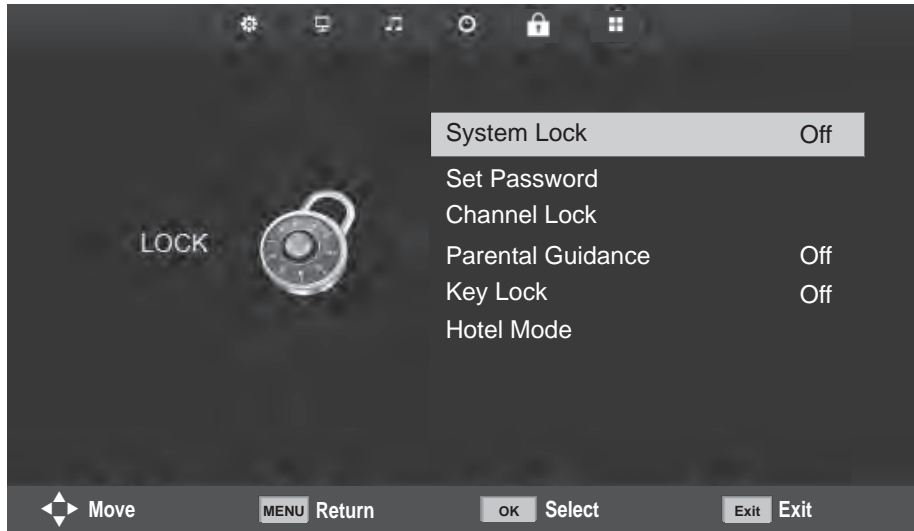 System Lock Off
Set Password
Channel Lock
LOCK
Parental Guidance Off
Key Lock Off
Hotel Mode
Move MENU Return OK Select Exit Exit